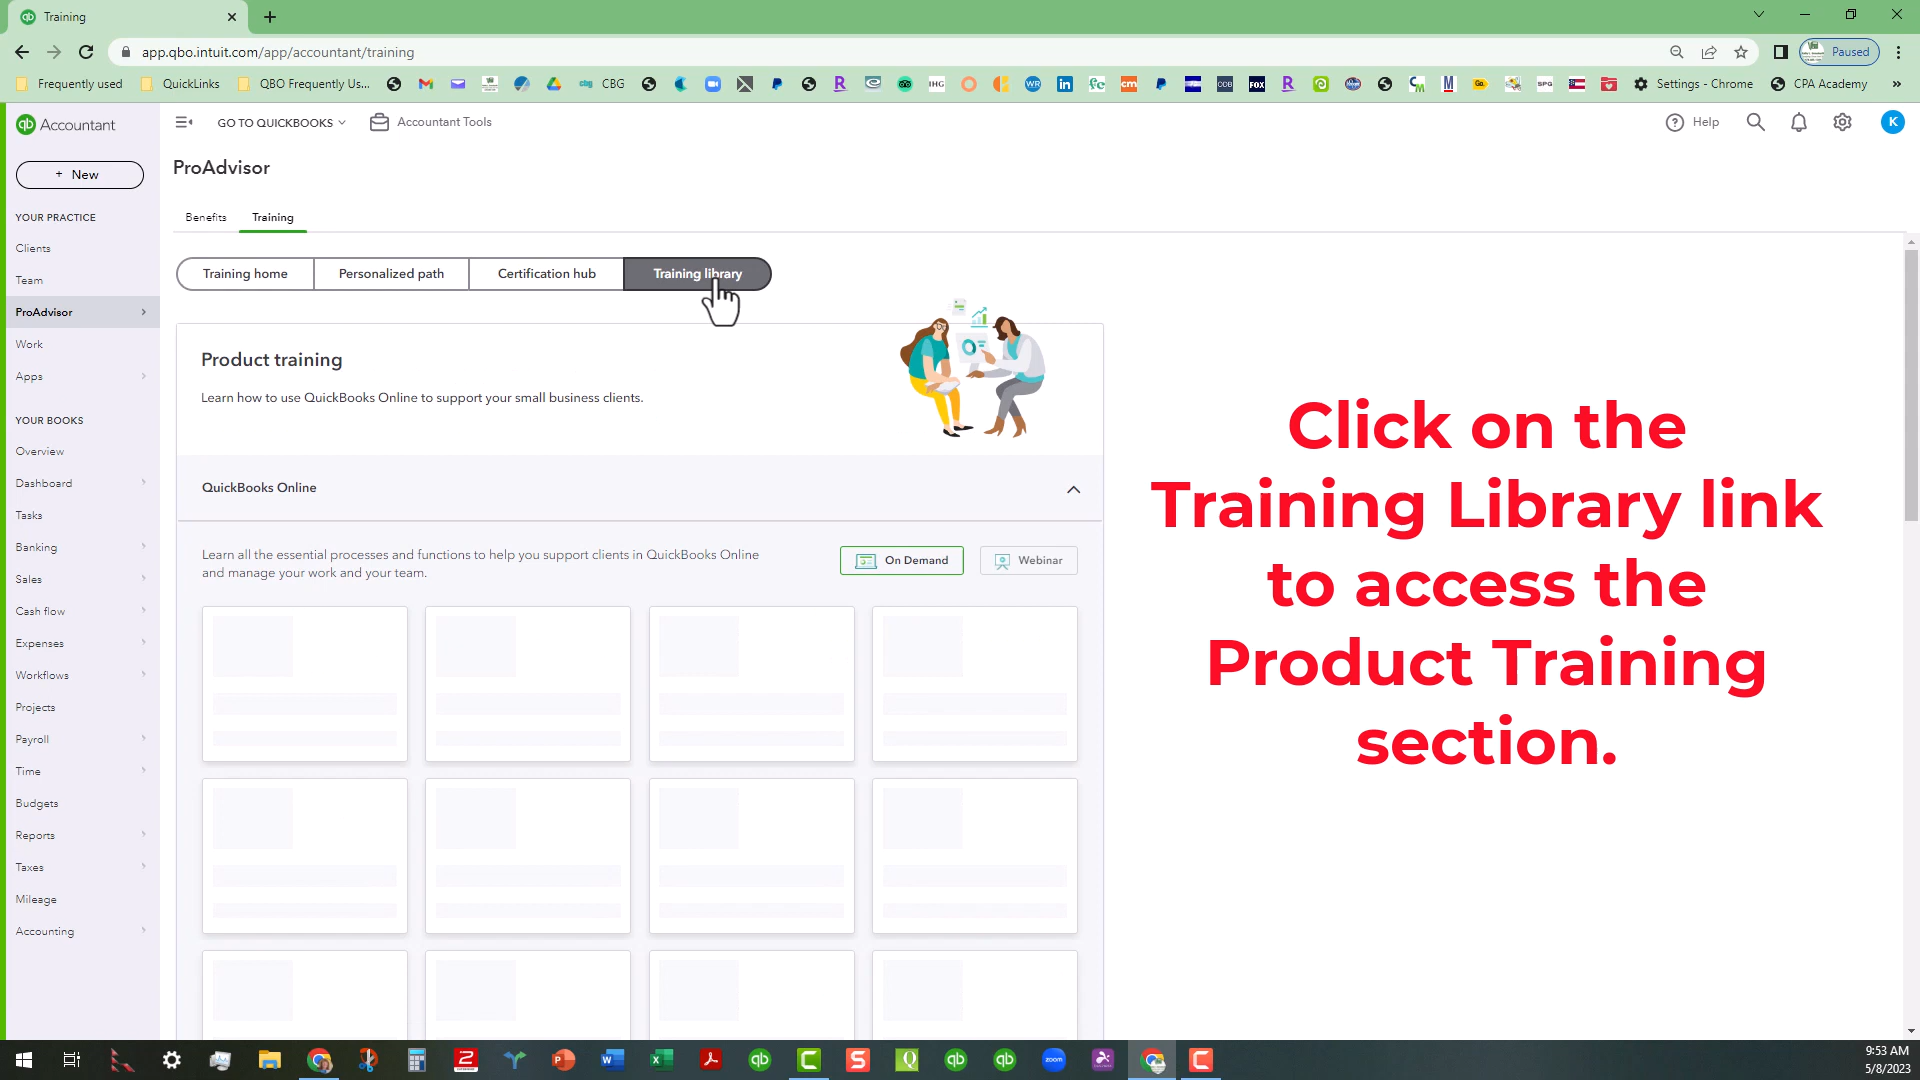 Training
app.qbo.intuit.com/app/accountant/training
Paused
Frequently used
QuickLinks
QBO Frequently Us...
CBG
Settings - Chrome
CPA Academy
»
qb Accountant
GO TO QUICKBOOKS
Accountant Tools
Help
K
+ New
ProAdvisor
YOUR PRACTICE
Clients
Team
ProAdvisor
Work
Apps
YOUR BOOKS
Overview
Dashboard
Tasks
Banking
Sales
Cash flow
Expenses
Workflows
Projects
Payroll
Time
Budgets
Reports
Taxes
Mileage
Accounting
Benefits
Training
Training home
Personalized path
Certification hub
Training library
Product training
Learn how to use QuickBooks Online to support your small business clients.
QuickBooks Online
Learn all the essential processes and functions to help you support clients in QuickBooks Online
and manage your work and your team.
On Demand
Webinar
Click on the
Training Library link
to access the
Product Training
section.
9:53 AM
5/8/2023